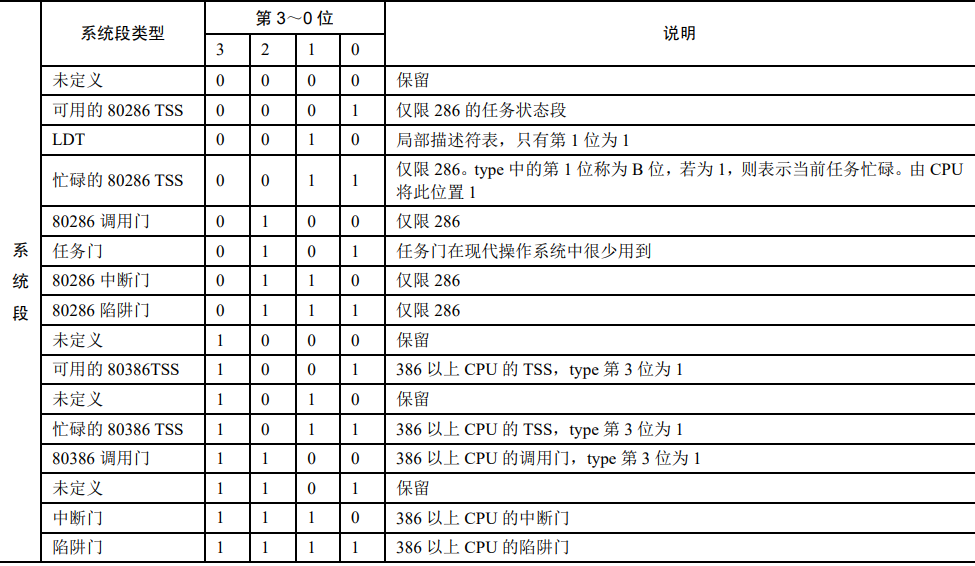 系统段类型 第 3～0 位 说明
3 2 1 0
系统段
未定义 0 0 0 0 保留
可用的 80286 TSS 0 0 0 1 仅限 286 的任务状态段
LDT 0 0 1 0 局部描述符表，只有第 1 位为 1
忙碌的 80286 TSS 0 0 1 1 仅限 286。type 中的第 1 位称为 B 位，若为 1，则表示当前任务忙碌。由 CPU
将此位置 1
80286 调用门 0 1 0 0 仅限 286
任务门 0 1 0 1 任务门在现代操作系统中很少用到
80286 中断门 0 1 1 0 仅限 286
80286 陷阱门 0 1 1 1 仅限 286
未定义 1 0 0 0 保留
可用的 80386TSS 1 0 0 1 386 以上 CPU 的 TSS，type 第 3 位为 1
未定义 1 0 1 0 保留
忙碌的 80386 TSS 1 0 1 1 386 以上 CPU 的 TSS，type 第 3 位为 1
80386 调用门 1 1 0 0 386 以上 CPU 的调用门，type 第 3 位为 1
未定义 1 1 0 1 保留
中断门 1 1 1 0 386 以上 CPU 的中断门
陷阱门 1 1 1 1 386 以上 CPU 的陷阱门